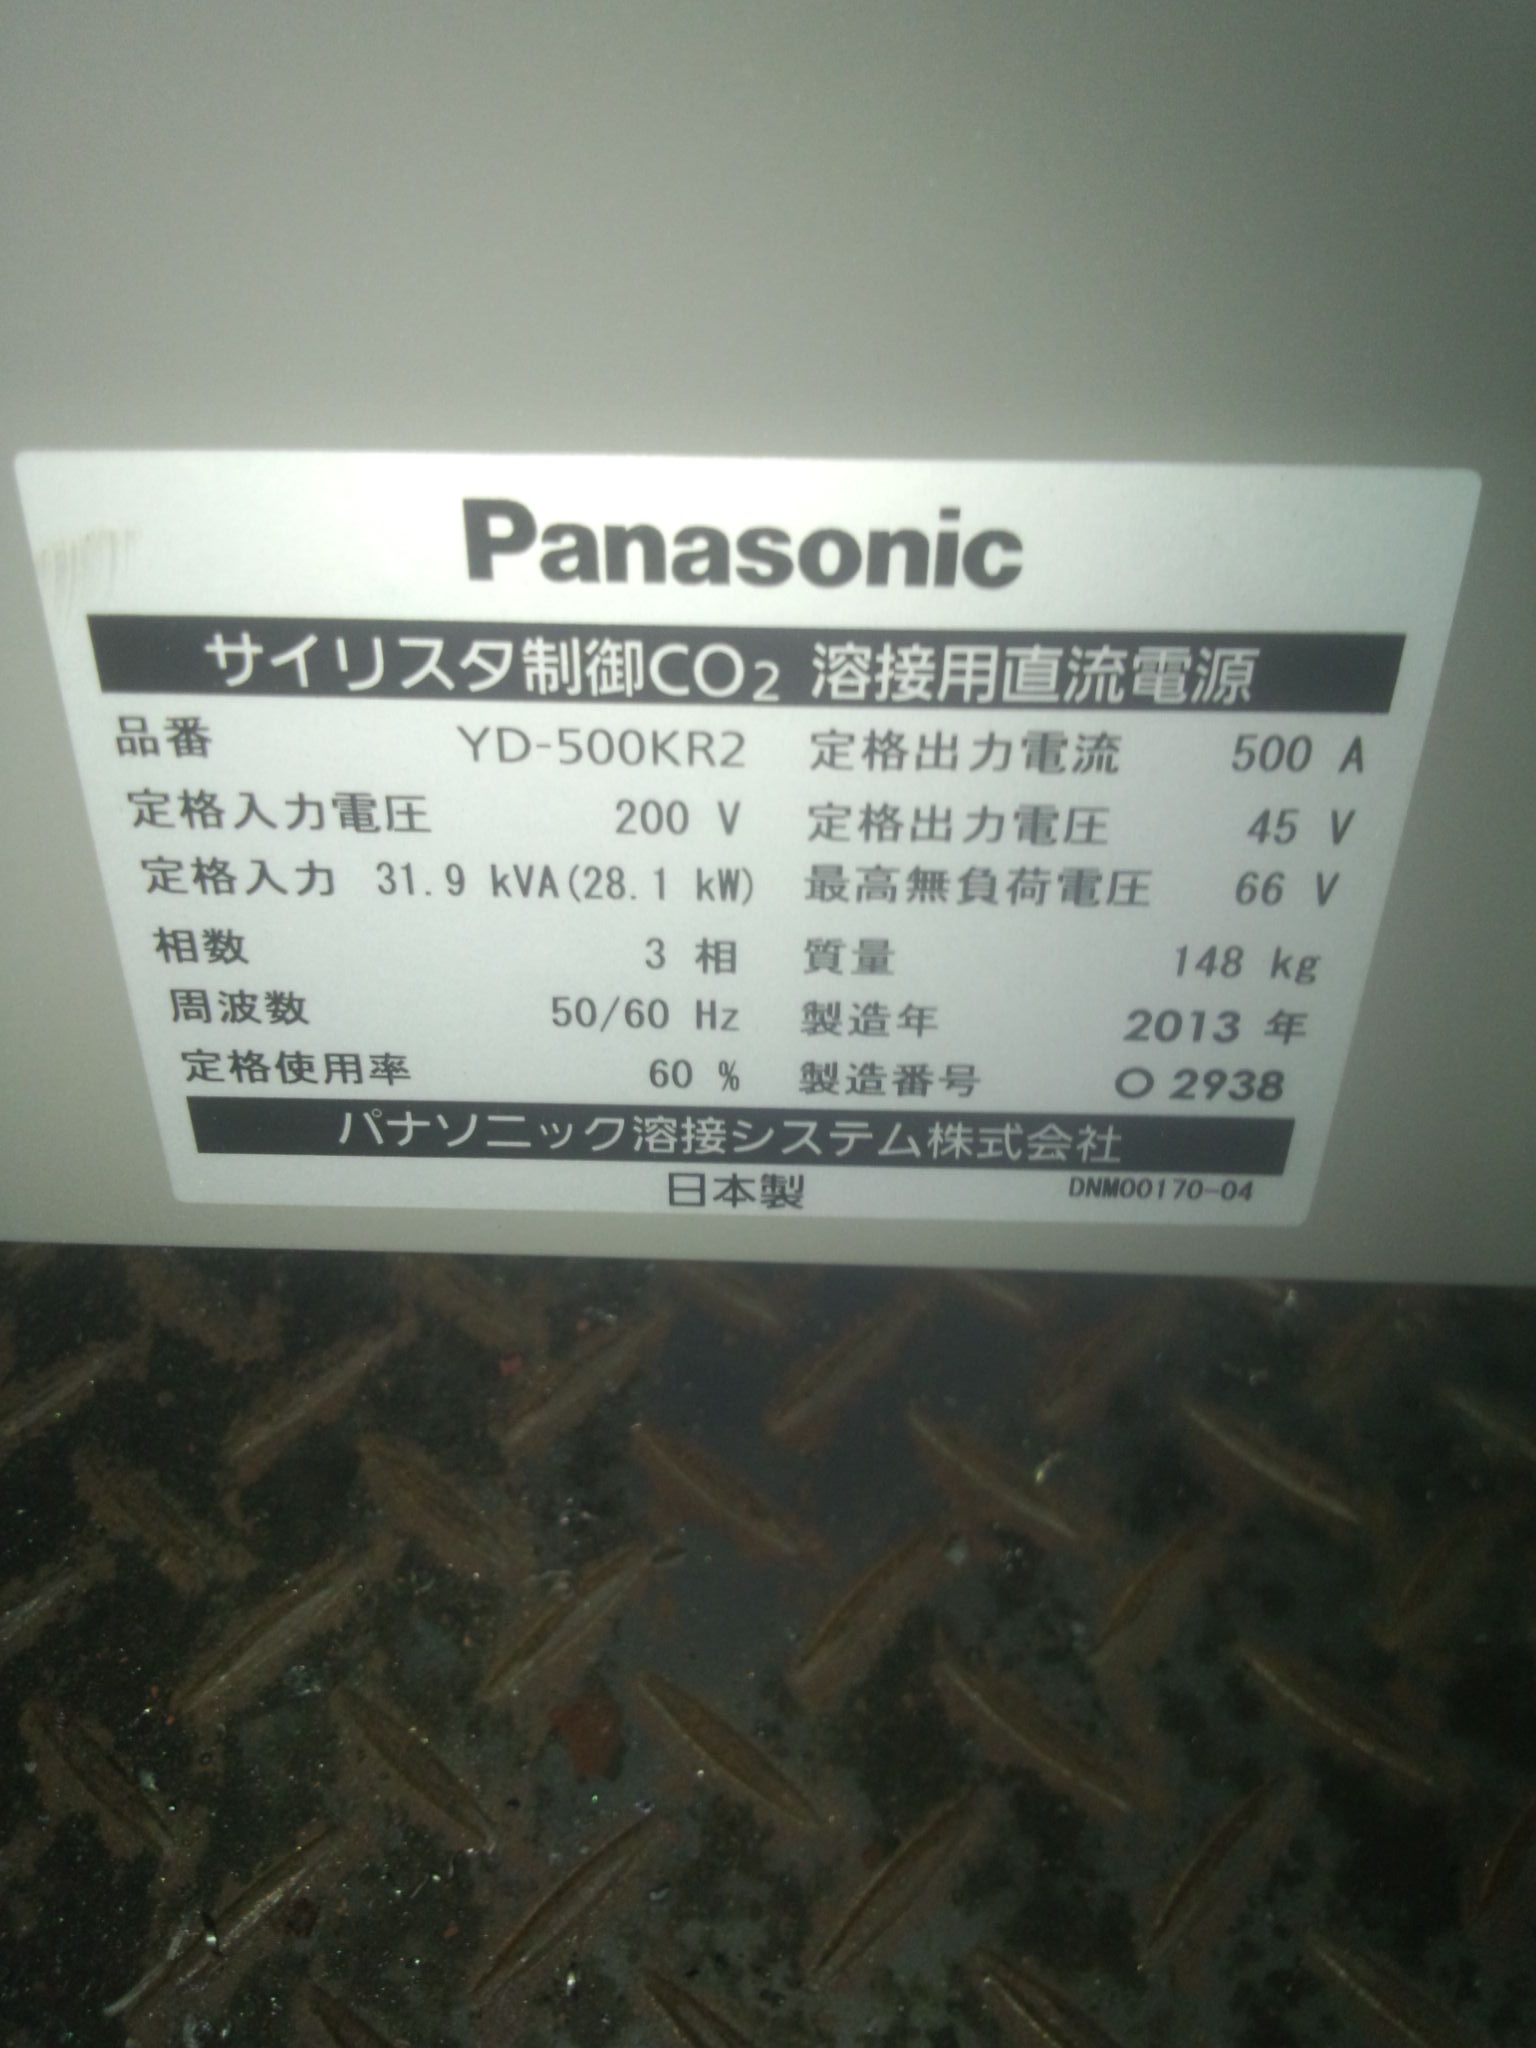 Panasonic
サイリスタ制御CO₂ 溶接用直流電源
品番 YD-500KR2 定格出力電流 500 A
定格入力電圧 200 V 定格出力電圧 45 V
定格入力 31.9 kVA(28.1 kW) 最高無負荷電圧 66 V
相数 3 相 質量 148 kg
周波数 50/60 Hz 製造年 2013 年
定格使用率 60 % 製造番号 O 2938
パナソニック溶接システム株式会社
日本製 DNM00170-04